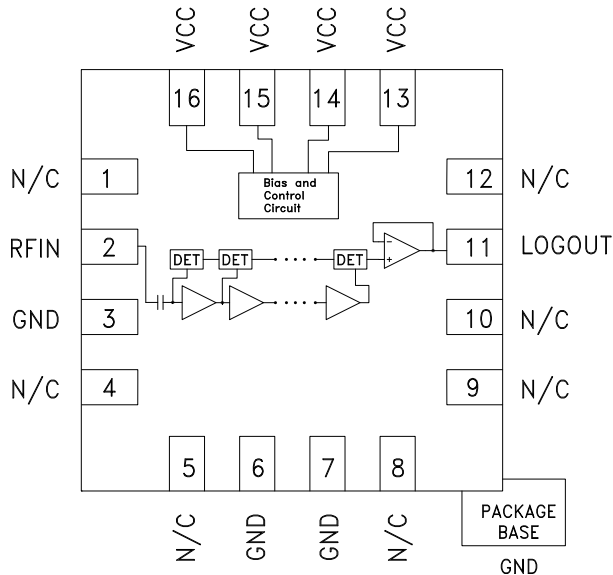 VCC VCC VCC VCC
16 15 14 13
N/C 1
12 N/C
Bias and
Control
Circuit
RFIN 2
DET DET DET
- +
11 LOGOUT
GND 3
10 N/C
N/C 4
9 N/C
5 6 7 8
N/C GND GND N/C
PACKAGE
BASE
GND